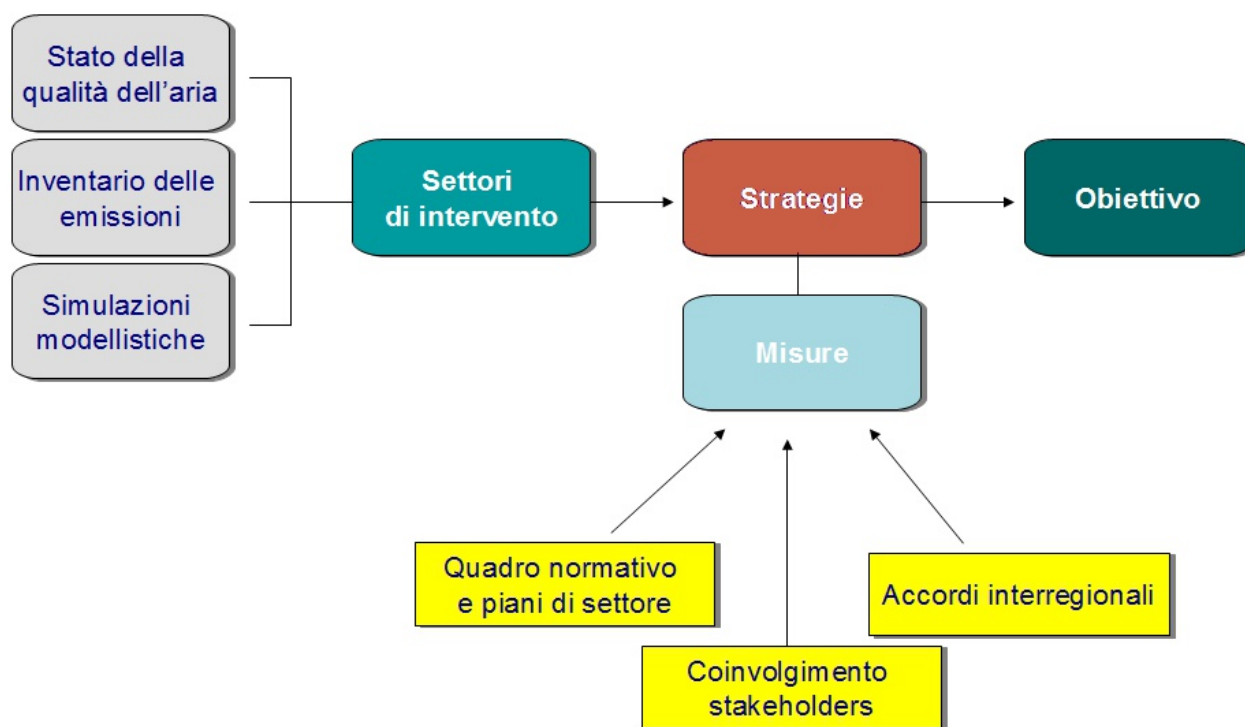 Stato della
qualità dell’aria
Inventario delle
emissioni
Simulazioni
modellistiche
Settori
di intervento
Strategie
Obiettivo
Misure
Quadro normativo
e piani di settore
Coinvolgimento
stakeholders
Accordi interregionali